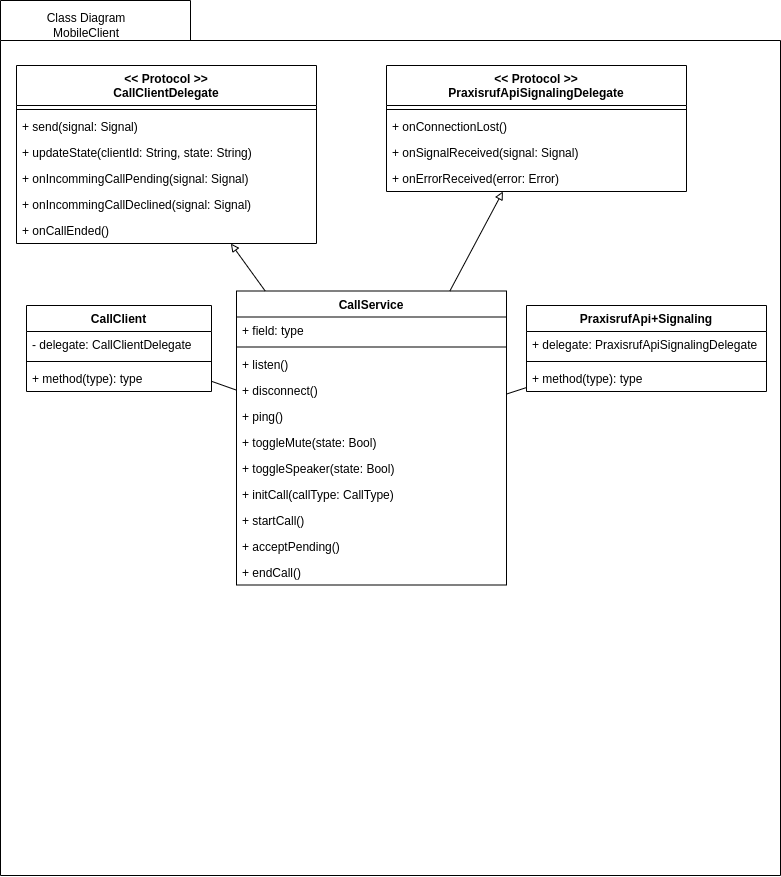 Class Diagram
MobileClient
<< Protocol >>
CallClientDelegate
+ send(signal: Signal)
+ updateState(clientId: String, state: String)
+ onIncommingCallPending(signal: Signal)
+ onIncommingCallDeclined(signal: Signal)
+ onCallEnded()
<< Protocol >>
PraxisrufApiSignalingDelegate
+ onConnectionLost()
+ onSignalReceived(signal: Signal)
+ onErrorReceived(error: Error)
CallClient
- delegate: CallClientDelegate
+ method(type): type
CallService
+ field: type
+ listen()
+ disconnect()
+ ping()
+ toggleMute(state: Bool)
+ toggleSpeaker(state: Bool)
+ initCall(callType: CallType)
+ startCall()
+ acceptPending()
+ endCall()
PraxisrufApi+Signaling
+ delegate: PraxisrufApiSignalingDelegate
+ method(type): type